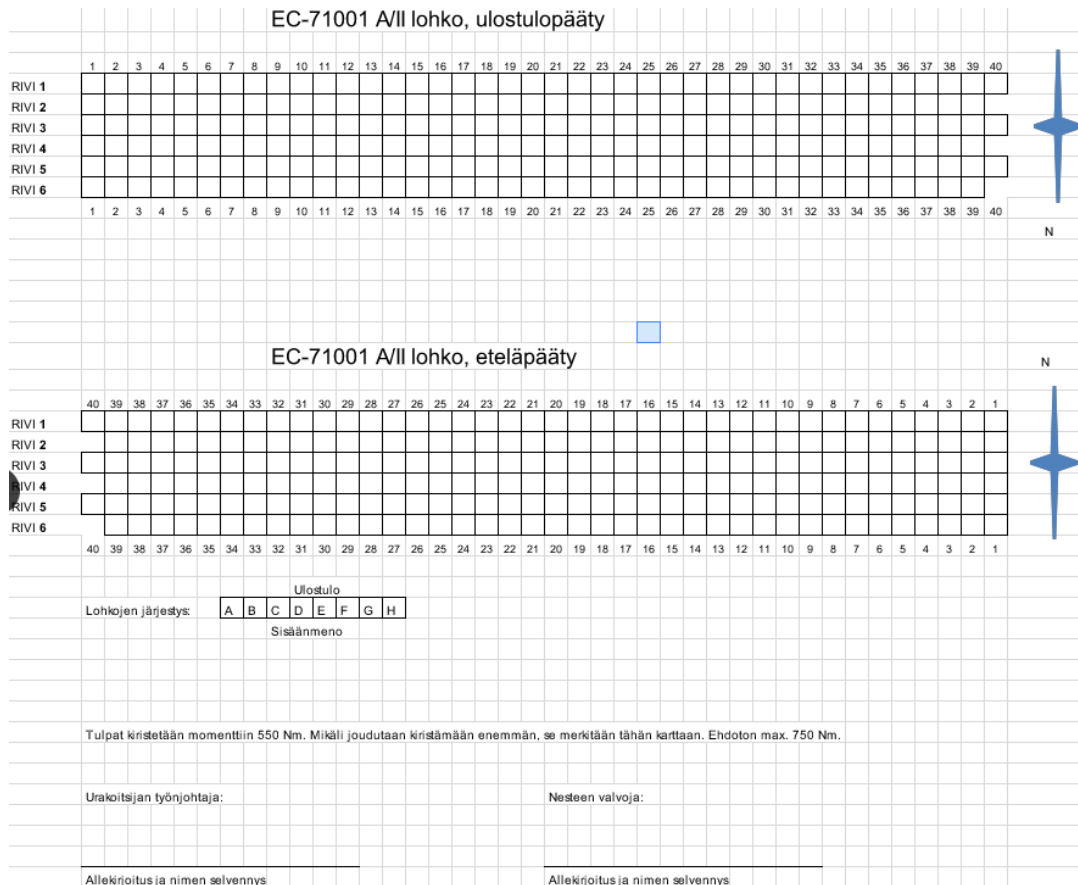 EC-71001 A/II lohko, ulostulopääty
1 2 3 4 5 6 7 8 9 10 11 12 13 14 15 16 17 18 19 20 21 22 23 24 25 26 27 28 29 30 31 32 33 34 35 36 37 38 39 40
RIVI 1
RIVI 2
RIVI 3
RIVI 4
RIVI 5
RIVI 6
1 2 3 4 5 6 7 8 9 10 11 12 13 14 15 16 17 18 19 20 21 22 23 24 25 26 27 28 29 30 31 32 33 34 35 36 37 38 39 40
N
EC-71001 A/II lohko, eteläpääty
N
40 39 38 37 36 35 34 33 32 31 30 29 28 27 26 25 24 23 22 21 20 19 18 17 16 15 14 13 12 11 10 9 8 7 6 5 4 3 2 1
RIVI 1
RIVI 2
RIVI 3
RIVI 4
RIVI 5
RIVI 6
40 39 38 37 36 35 34 33 32 31 30 29 28 27 26 25 24 23 22 21 20 19 18 17 16 15 14 13 12 11 10 9 8 7 6 5 4 3 2 1
Ulostulo
Lohkojen järjestys: A B C D E F G H
Sisäänmeno
Tulpat kiristetään momenttiin 550 Nm. Mikäli joudutaan kiristämään enemmän, se merkitään tähän karttaan. Ehdoton max. 750 Nm.
Urakoitsijan työnjohtaja: Nesteen valvoja:
Allekirjoitus ja nimen selvennys Allekirjoitus ja nimen selvennys